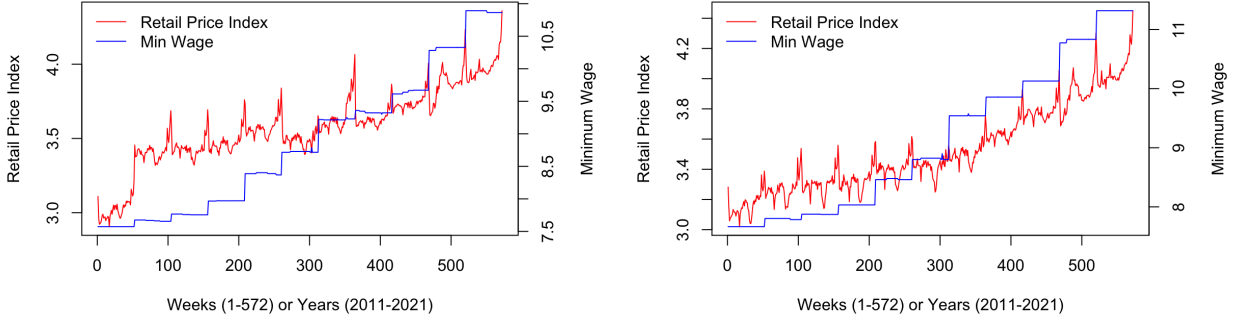 Retail Price Index
Min Wage
Retail Price Index
3.0
3.5
4.0
7.5
8.5
9.5
10.5
Minimum Wage
0 100 200 300 400 500
Weeks (1-572) or Years (2011-2021)
Retail Price Index
Min Wage
Retail Price Index
3.0
3.4
3.8
4.2
8
9
10
11
Minimum Wage
0 100 200 300 400 500
Weeks (1-572) or Years (2011-2021)